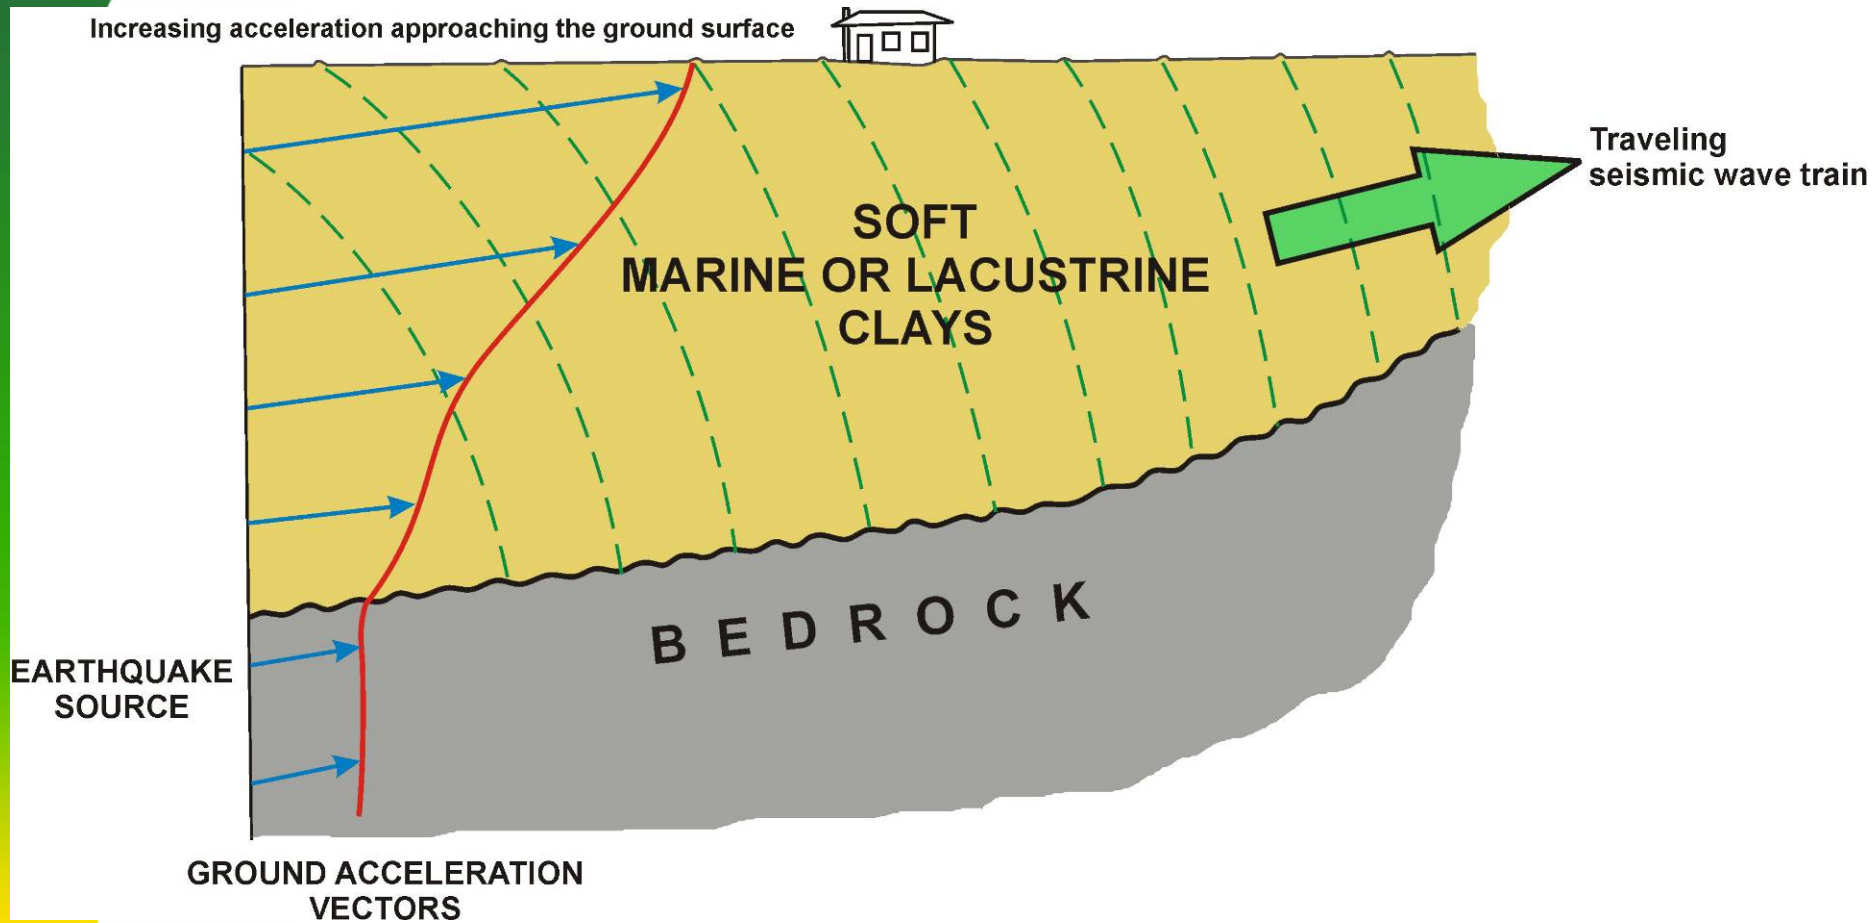 Increasing acceleration approaching the ground surface
Traveling
seismic wave train
SOFT
MARINE OR LACUSTRINE
CLAYS
BEDROCK
EARTHQUAKE
SOURCE
GROUND ACCELERATION
VECTORS